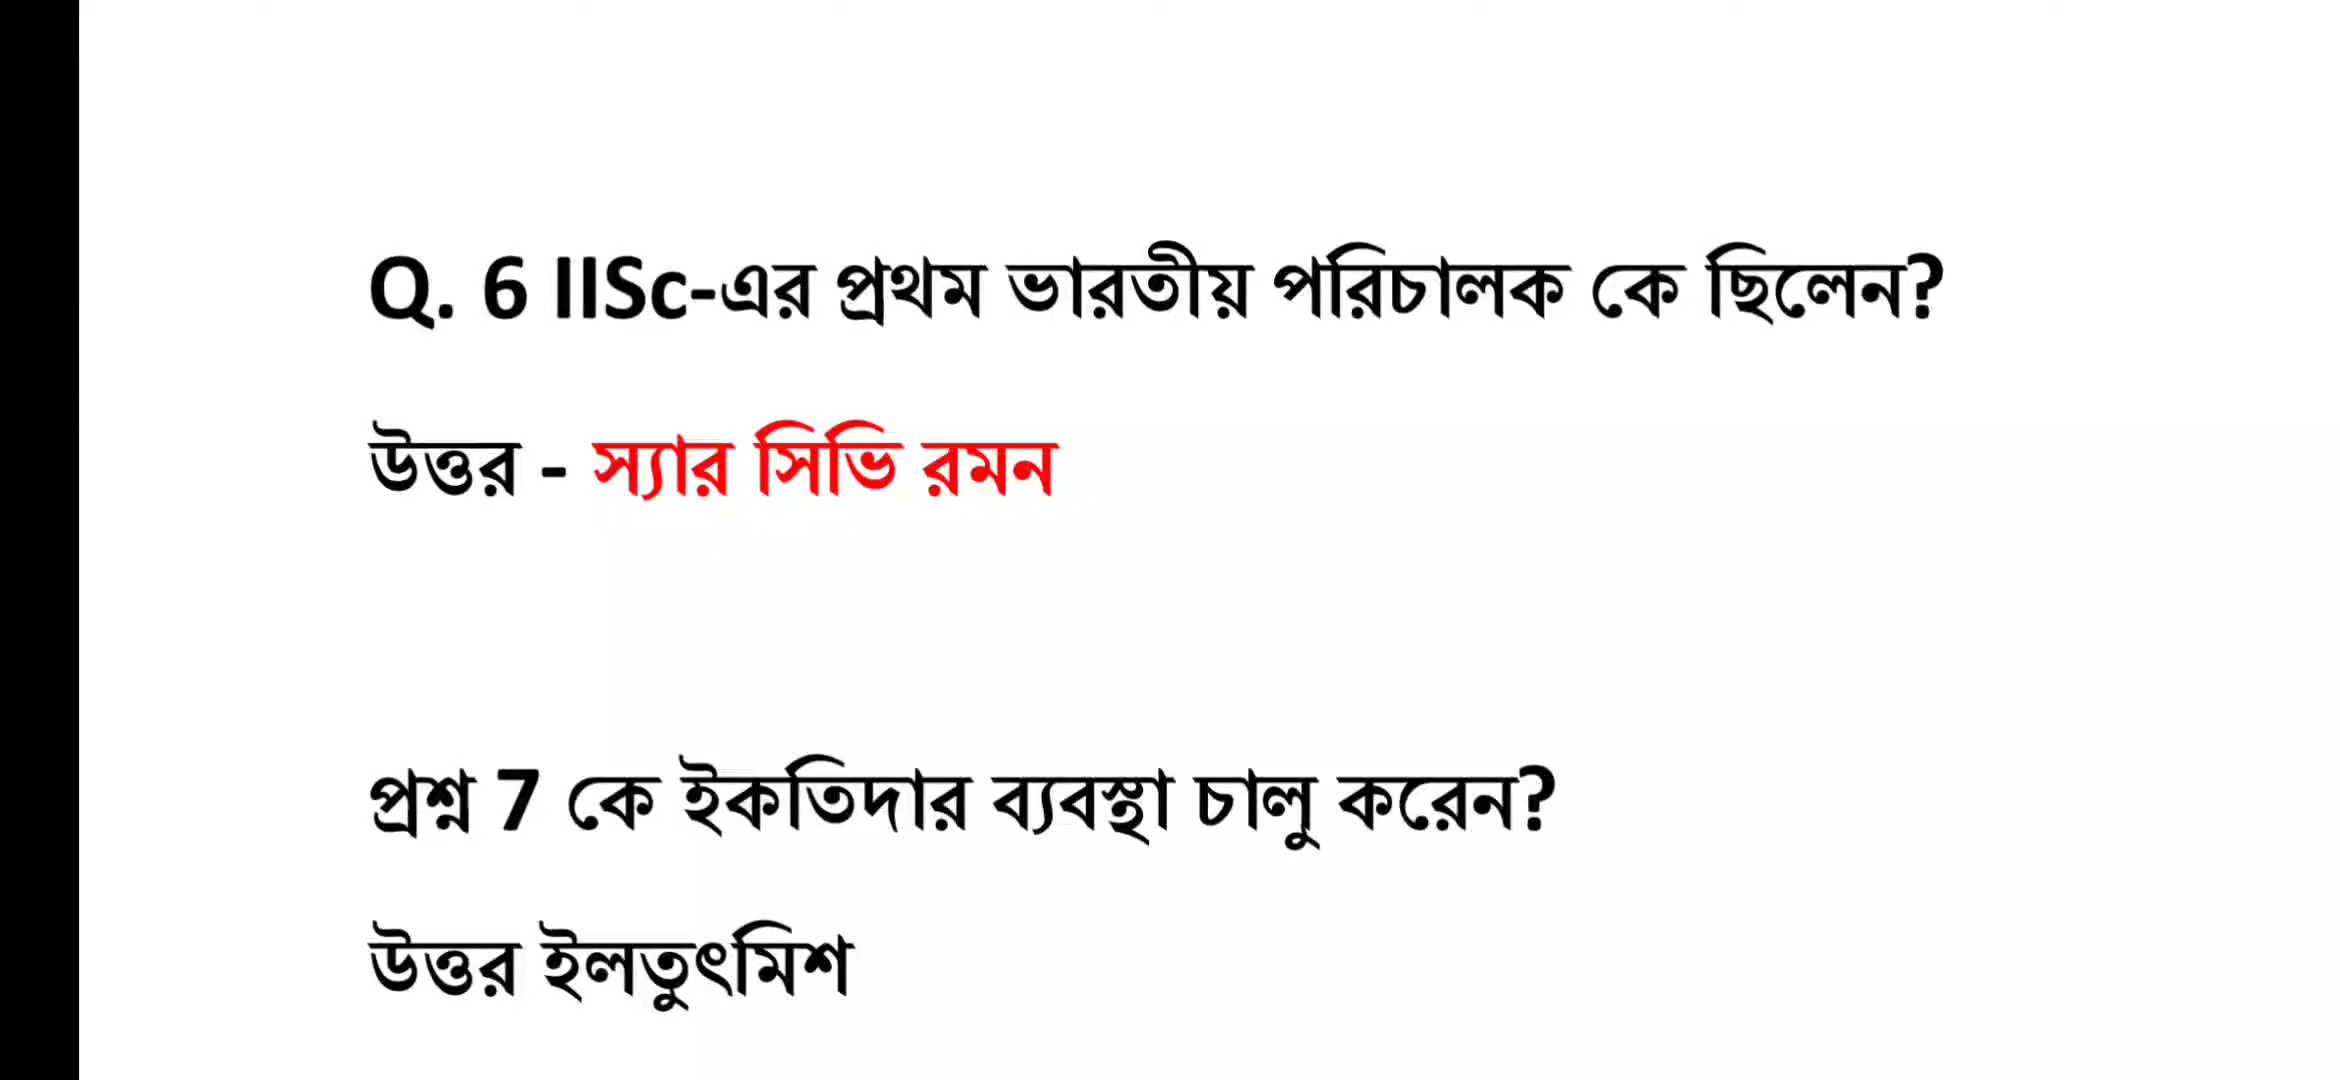 Q. 6 IISc-এর প্রথম ভারতীয় পরিচালক কে ছিলেন?
উত্তর - স্যার সিভি রমন
প্রশ্ন 7 কে ইকতিদার ব্যবস্থা চালু করেন?
উত্তর ইলতুৎমিশ